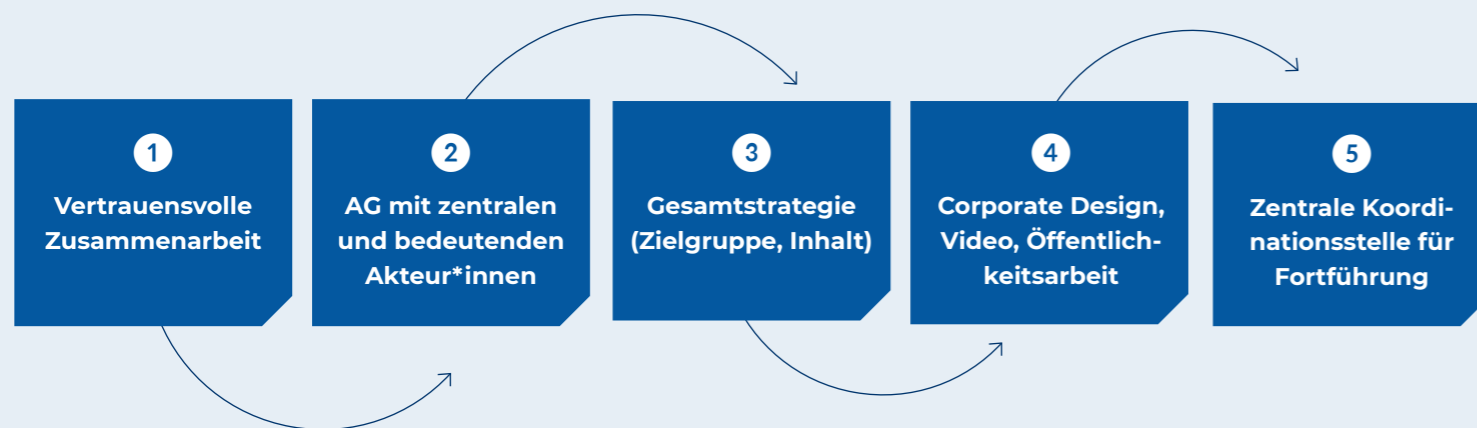 1
Vertrauensvolle
Zusammenarbeit
2
AG mit zentralen
und bedeutenden
Akteur*innen
3
Gesamtstrategie
(Zielgruppe, Inhalt)
4
Corporate Design,
Video, Öffentlich-
keitsarbeit
5
Zentrale Koordi-
nationsstelle für
Fortführung